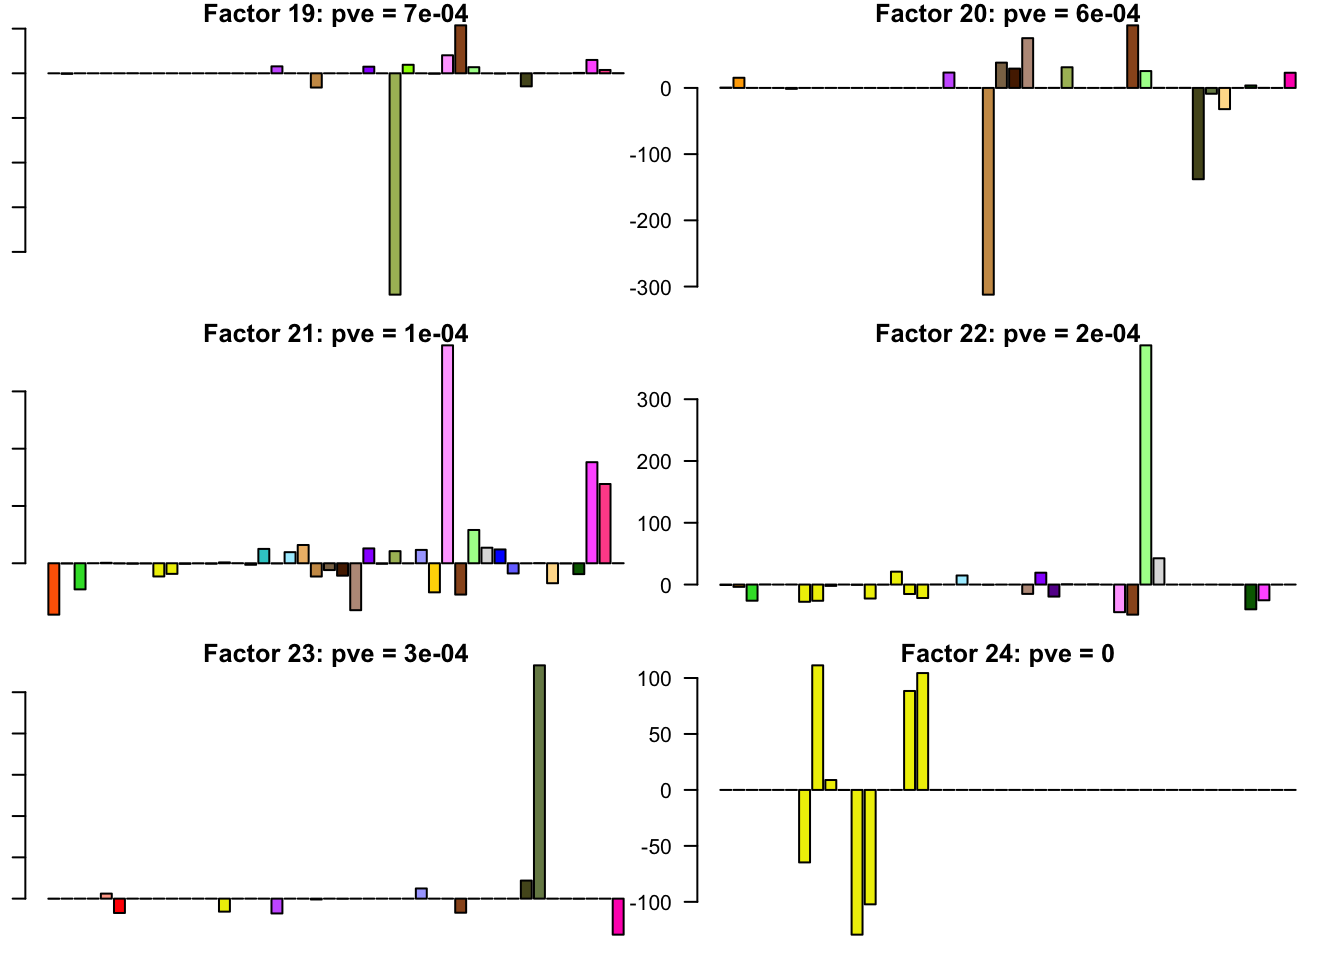 Factor 19: pve = 7e-04
Factor 20: pve = 6e-04
0
-100
-200
-300
Factor 21: pve = 1e-04
Factor 22: pve = 2e-04
300
200
100
0
Factor 23: pve = 3e-04
Factor 24: pve = 0
100
50
0
-50
-100